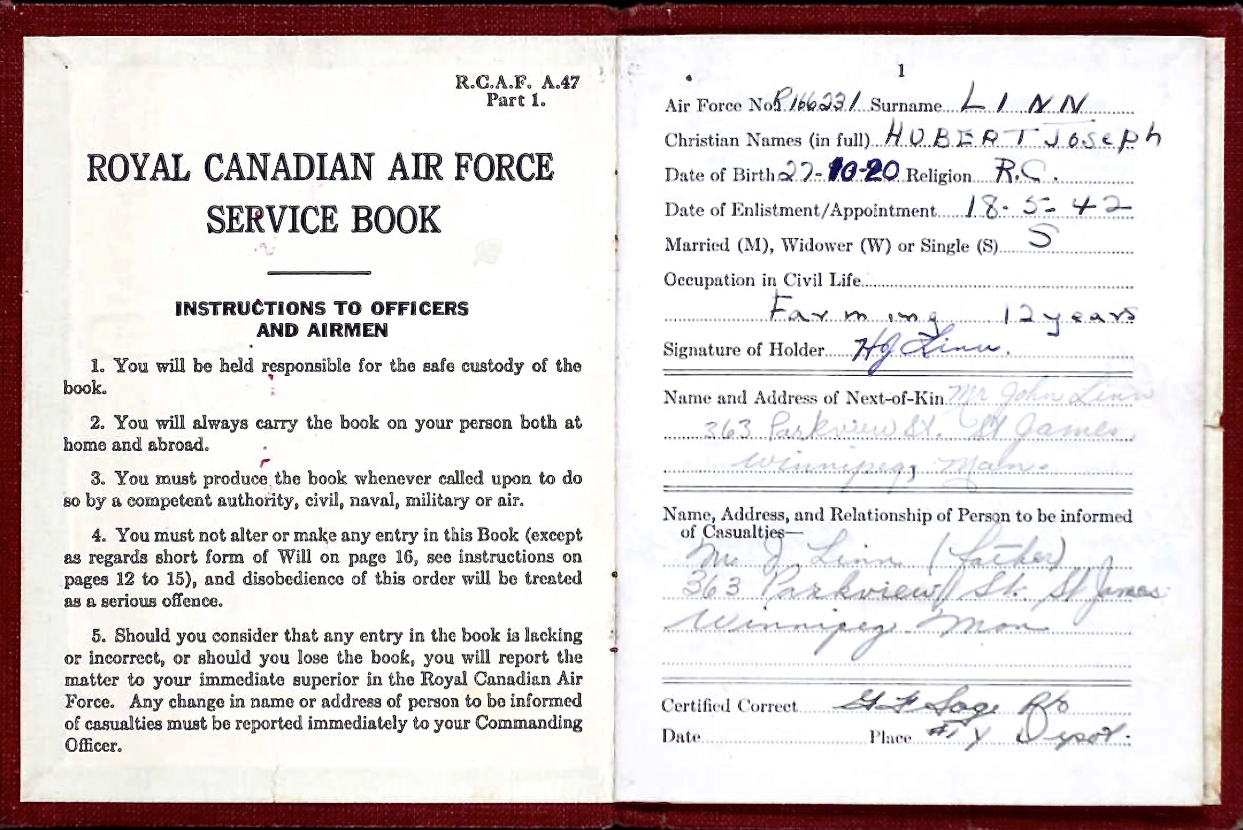 R.C.A.F. A.47
Part 1.
ROYAL CANADIAN AIR FORCE
SERVICE BOOK
INSTRUCTIONS TO OFFICERS
AND AIRMEN
1. You will be held responsible for the safe custody of the
book.
2. You will always carry the book on your person both at
home and abroad.
3. You must produce the book whenever called upon to do
so by a competent authority, civil, naval, military or air.
4. You must not alter or make any entry in this Book (except
as regards short form of Will on page 16, see instructions on
pages 12 to 15), and disobedience of this order will be treated
as a serious offence.
5. Should you consider that any entry in the book is lacking
or incorrect, or should you lose the book, you will report the
matter to your immediate superior in the Royal Canadian Air
Force. Any change in name or address of person to be informed
of casualties must be reported immediately to your Commanding
Officer.
1
Air Force No. R166231 Surname LINN
Christian Names (in full) HUBERT Joseph
Date of Birth 27-10-20 Religion R.C.
Date of Enlistment/Appointment 18-5-42
Married (M), Widower (W) or Single (S) S
Occupation in Civil Life
Farming 12 years
Signature of Holder HJ Linn.
Name and Address of Next-of-Kin Mr John Linn
363 Parkview St. St James
Winnipeg, Man.
Name, Address, and Relationship of Person to be informed
of Casualties—
Mr J. Linn (father)
363 Parkview St. St James
Winnipeg Man
Certified Correct Sage
Date Place Depot.